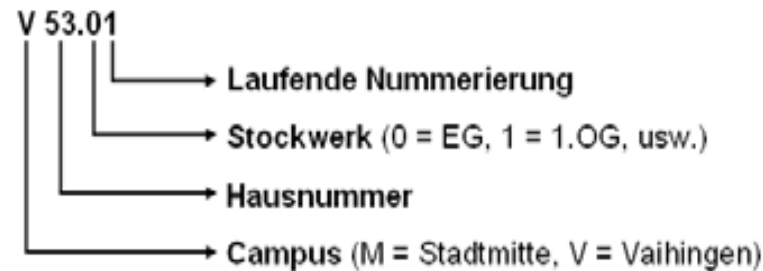 V 53.01
Laufende Nummerierung
Stockwerk (0 = EG, 1 = 1.OG, usw.)
Hausnummer
Campus (M = Stadtmitte, V = Vaihingen)